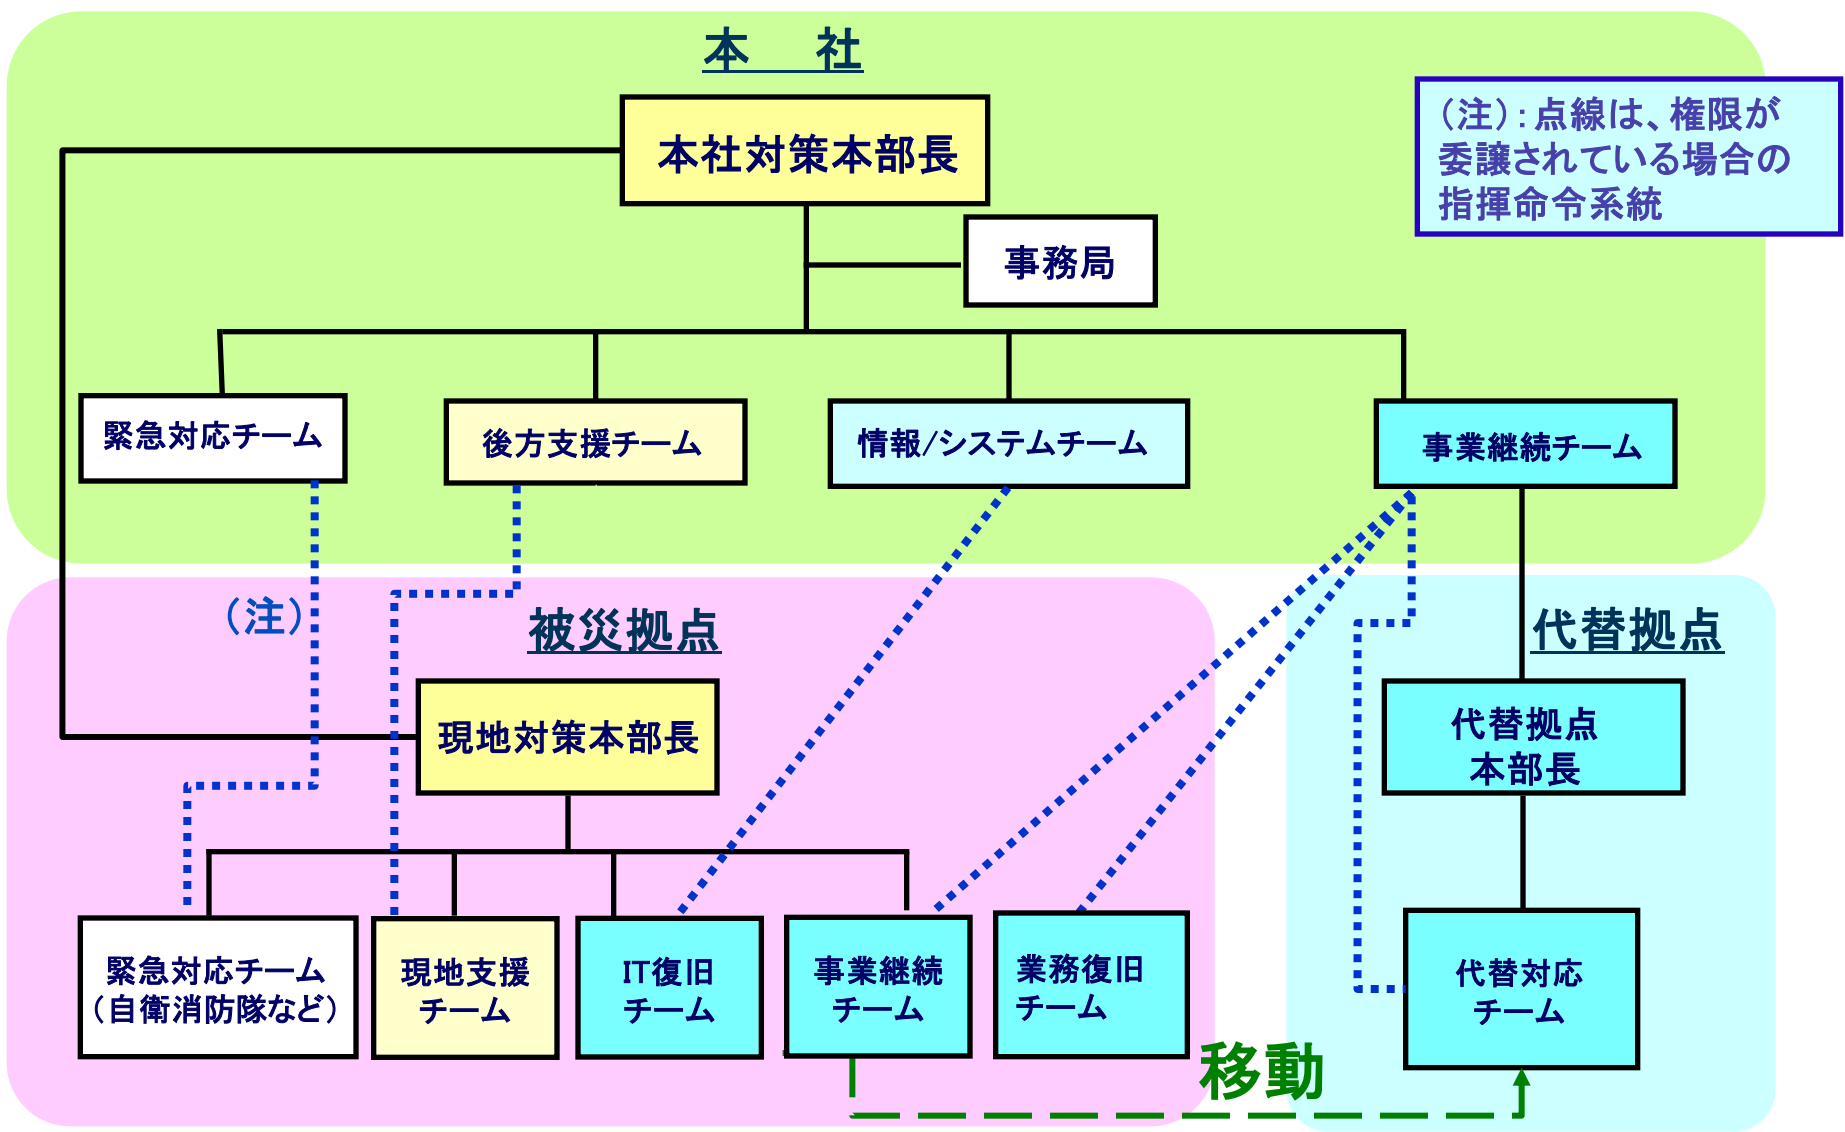 本　社
本社対策本部長
(注):点線は、権限が
委譲されている場合の
指揮命令系統
事務局
緊急対応チーム
後方支援チーム
情報/システムチーム
事業継続チーム
(注)
被災拠点
代替拠点
現地対策本部長
代替拠点
本部長
緊急対応チーム
(自衛消防隊など)
現地支援
チーム
IT復旧
チーム
事業継続
チーム
業務復旧
チーム
代替対応
チーム
移動